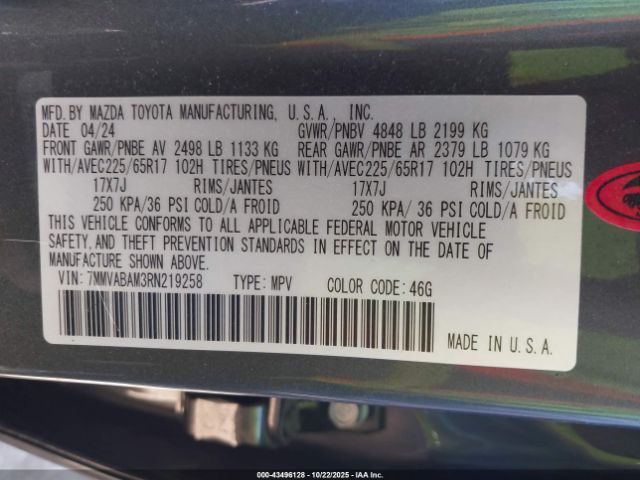 MFD. BY MAZDA TOYOTA MANUFACTURING, U.S.A., INC.
DATE 04/24 GVWR/PNBV 4848 LB 2199 KG
FRONT GAWR/PNBE AV 2498 LB 1133 KG REAR GAWR/PNBE AR 2379 LB 1079 KG
WITH/AVEC225/65R17 102H TIRES/PNEUS WITH/AVEC225/65R17 102H TIRES/PNEUS
17X7J RIMS/JANTES 17X7J RIMS/JANTES
250 KPA/36 PSI COLD/A FROID 250 KPA/ 36 PSI COLD/A FROID
THIS VEHICLE CONFORMS TO ALL APPLICABLE FEDERAL MOTOR VEHICLE
SAFETY, AND THEFT PREVENTION STANDARDS IN EFFECT ON THE DATE OF
MANUFACTURE SHOWN ABOVE.
VIN: 7MMVABAM3RN219258 TYPE: MPV COLOR CODE: 46G
MADE IN U.S.A.
000-43496128 - 10/22/2025 - IAA Inc.